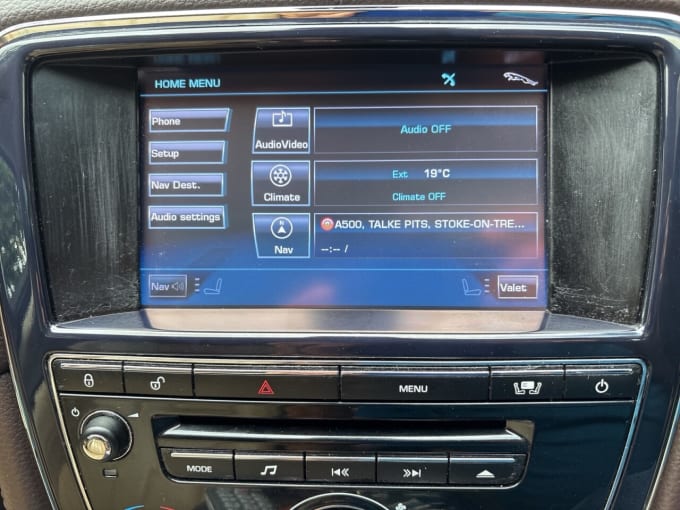 HOME MENU
Phone
Setup
Nav Dest.
Audio settings
AudioVideo
Audio OFF
Climate
Ext 19°C
Climate OFF
Nav
A500, TALKE PITS, STOKE-ON-TRE...
--:-- /
Nav
Valet
MENU
MODE